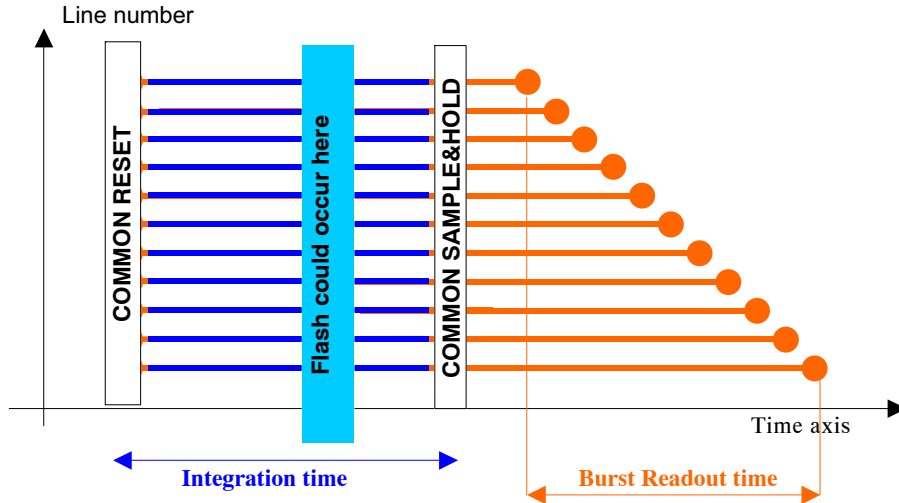 Line number
COMMON RESET
Flash could occur here
COMMON SAMPLE&HOLD
Time axis
Integration time
Burst Readout time